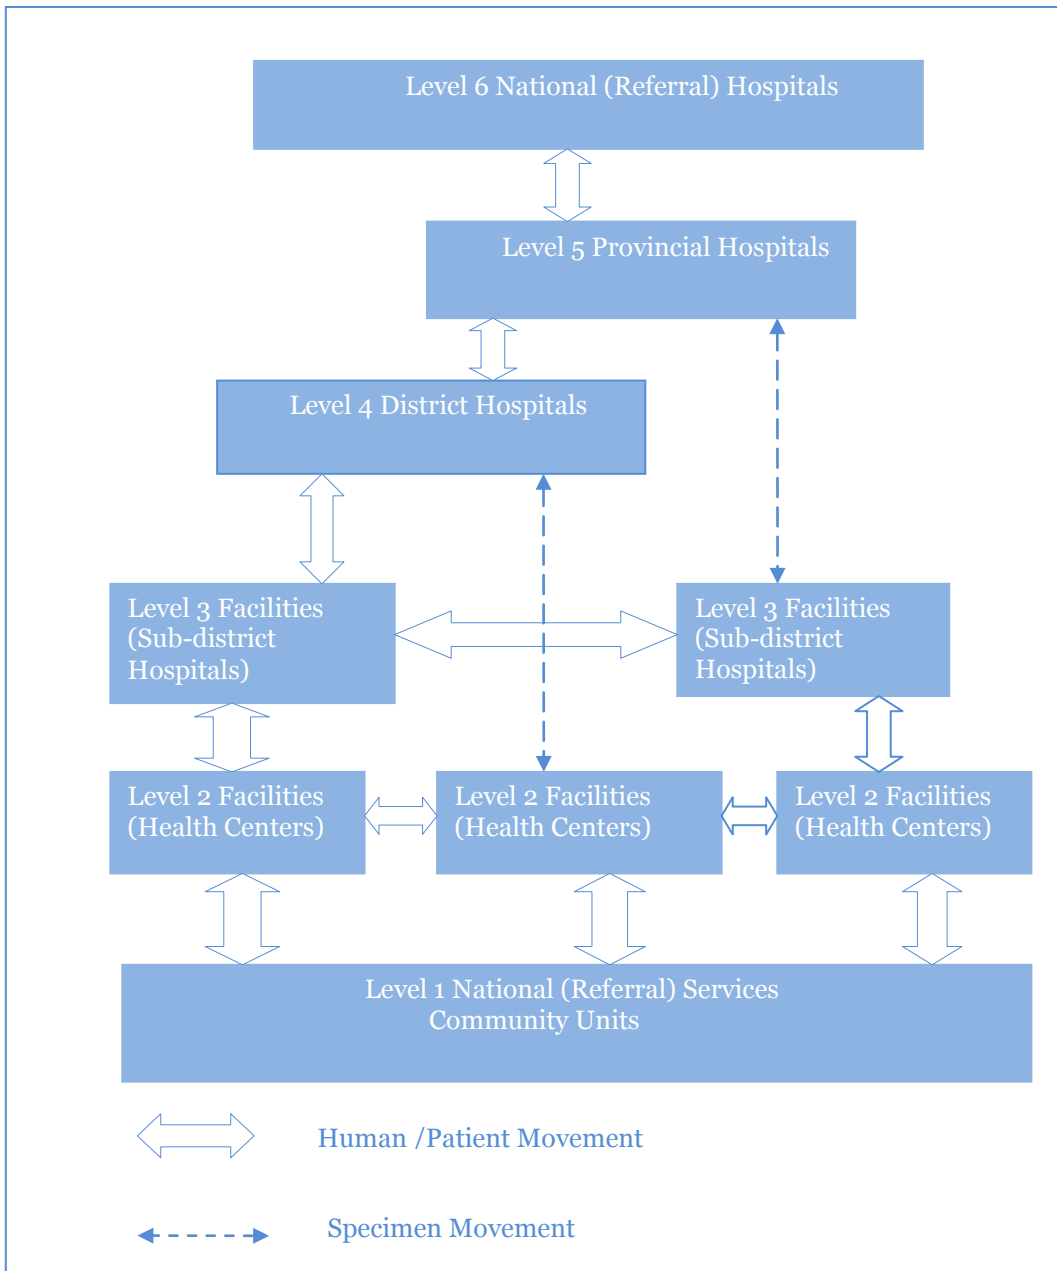 Level 6 National (Referral) Hospitals
Level 5 Provincial Hospitals
Level 4 District Hospitals
Level 3 Facilities
(Sub-district
Hospitals)
Level 3 Facilities
(Sub-district
Hospitals)
Level 2 Facilities
(Health Centers)
Level 2 Facilities
(Health Centers)
Level 2 Facilities
(Health Centers)
Level 1 National (Referral) Services
Community Units
Human /Patient Movement
Specimen Movement